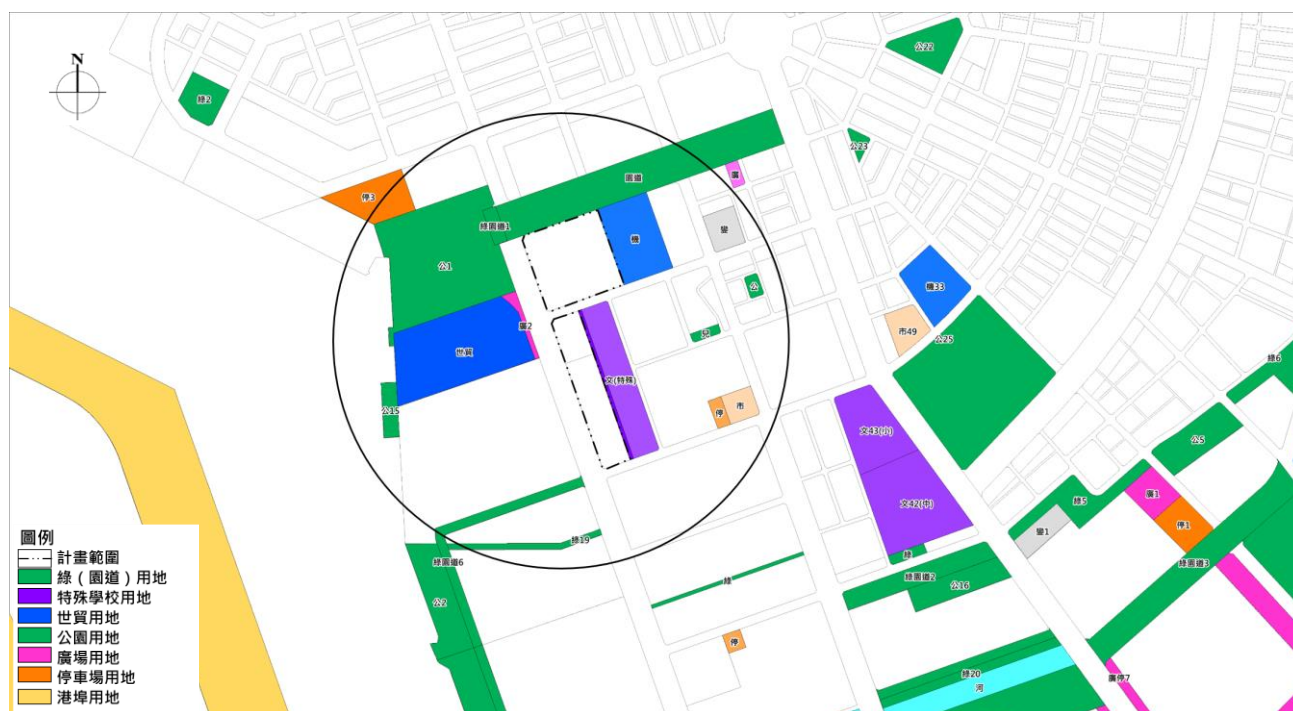 N
綠2
公22
公23
廣
園道
停3
綠園道1
機
變
公1
公
機33
廣2
世貿
兒
市49
公25
文(特殊)
公15
停
市
綠6
文43(小)
公5
文42(中)
廣1
停1
綠5
變1
綠19
綠
綠園道6
綠園道2
綠園道3
公16
公2
綠
停
綠20
河
廣停7
圖例
計畫範圍
綠（園道）用地
特殊學校用地
世貿用地
公園用地
廣場用地
停車場用地
港埠用地